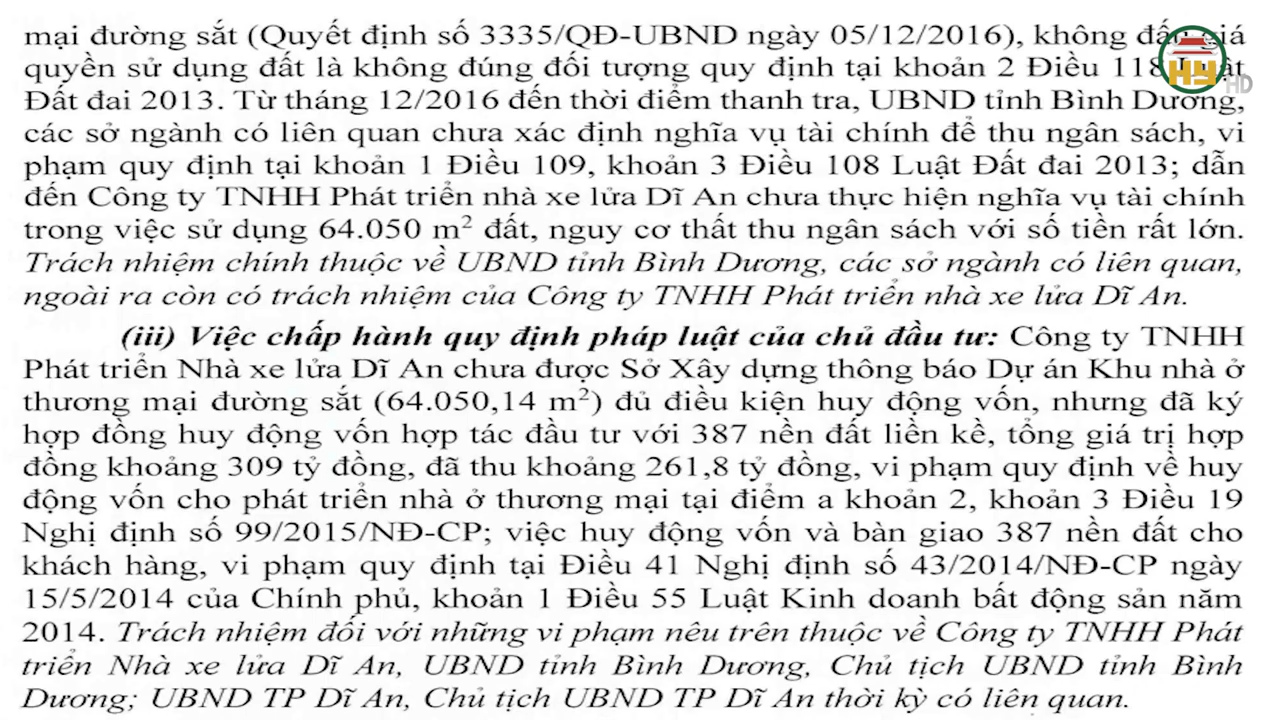 mại đường sắt (Quyết định số 3335/QĐ-UBND ngày 05/12/2016), không đấu giá
quyền sử dụng đất là không đúng đối tượng quy định tại khoản 2 Điều 118 Luật
Đất đai 2013. Từ tháng 12/2016 đến thời điểm thanh tra, UBND tỉnh Bình Dương,
các sở ngành có liên quan chưa xác định nghĩa vụ tài chính để thu ngân sách, vi
phạm quy định tại khoản 1 Điều 109, khoản 3 Điều 108 Luật Đất đai 2013; dẫn
đến Công ty TNHH Phát triển nhà xe lửa Dĩ An chưa thực hiện nghĩa vụ tài chính
trong việc sử dụng 64.050 m² đất, nguy cơ thất thu ngân sách với số tiền rất lớn.
Trách nhiệm chính thuộc về UBND tỉnh Bình Dương, các sở ngành có liên quan,
ngoài ra còn có trách nhiệm của Công ty TNHH Phát triển nhà xe lửa Dĩ An.
(iii) Việc chấp hành quy định pháp luật của chủ đầu tư: Công ty TNHH
Phát triển Nhà xe lửa Dĩ An chưa được Sở Xây dựng thông báo Dự án Khu nhà ở
thương mại đường sắt (64.050,14 m²) đủ điều kiện huy động vốn, nhưng đã ký
hợp đồng huy động vốn hợp tác đầu tư với 387 nền đất liền kề, tổng giá trị hợp
đồng khoảng 309 tỷ đồng, đã thu khoảng 261,8 tỷ đồng, vi phạm quy định về huy
động vốn cho phát triển nhà ở thương mại tại điểm a khoản 2, khoản 3 Điều 19
Nghị định số 99/2015/NĐ-CP; việc huy động vốn và bàn giao 387 nền đất cho
khách hàng, vi phạm quy định tại Điều 41 Nghị định số 43/2014/NĐ-CP ngày
15/5/2014 của Chính phủ, khoản 1 Điều 55 Luật Kinh doanh bất động sản năm
2014. Trách nhiệm đối với những vi phạm nêu trên thuộc về Công ty TNHH Phát
triển Nhà xe lửa Dĩ An, UBND tỉnh Bình Dương, Chủ tịch UBND tỉnh Bình
Dương; UBND TP Dĩ An, Chủ tịch UBND TP Dĩ An thời kỳ có liên quan.
HY HD